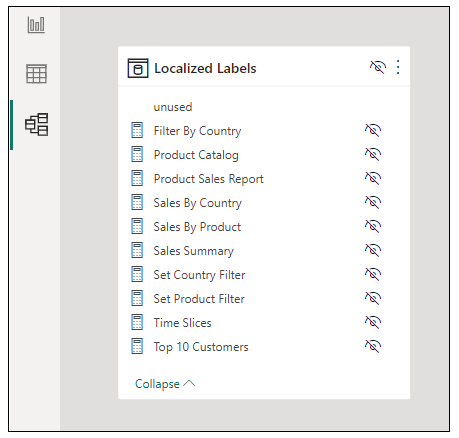 Localized Labels
unused
Filter By Country
Product Catalog
Product Sales Report
Sales By Country
Sales By Product
Sales Summary
Set Country Filter
Set Product Filter
Time Slices
Top 10 Customers
Collapse